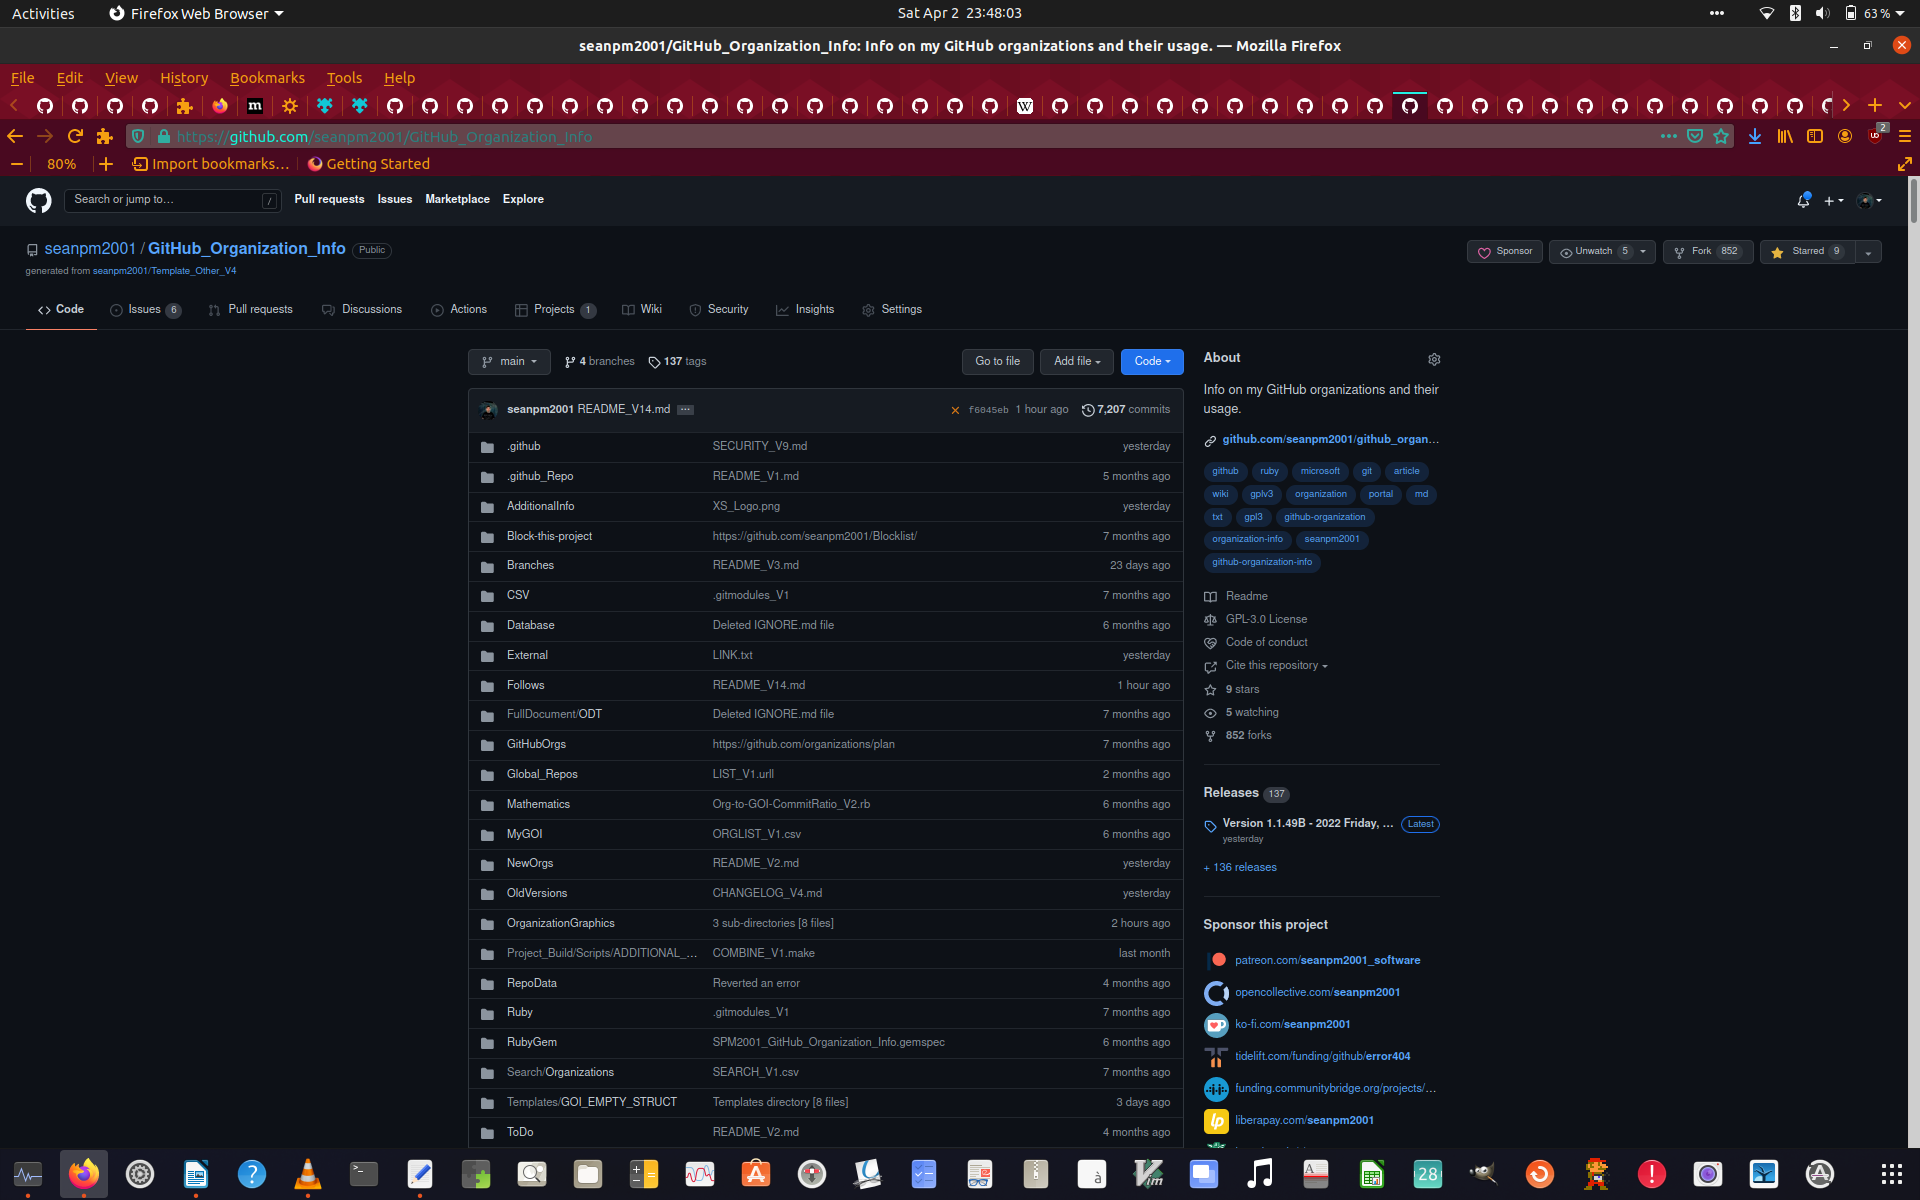 Activities Firefox Web Browser Sat Apr 2 23:48:03 63 %
seanpm2001/GitHub_Organization_Info: Info on my GitHub organizations and their usage. — Mozilla Firefox
File Edit View History Bookmarks Tools Help
https://github.com/seanpm2001/GitHub_Organization_Info 2
80% Import bookmarks… Getting Started
Search or jump to… / Pull requests Issues Marketplace Explore
seanpm2001 / GitHub_Organization_Info Public Sponsor Unwatch 5 Fork 852 Starred 9
generated from seanpm2001/Template_Other_V4
Code Issues 6 Pull requests Discussions Actions Projects 1 Wiki Security Insights Settings
main 4 branches 137 tags Go to file Add file Code
seanpm2001 README_V14.md ... f6045eb 1 hour ago 7,207 commits
.github SECURITY_V9.md yesterday
.github_Repo README_V1.md 5 months ago
AdditionalInfo XS_Logo.png yesterday
Block-this-project https://github.com/seanpm2001/Blocklist/ 7 months ago
Branches README_V3.md 23 days ago
CSV .gitmodules_V1 7 months ago
Database Deleted IGNORE.md file 6 months ago
External LINK.txt yesterday
Follows README_V14.md 1 hour ago
FullDocument/ODT Deleted IGNORE.md file 7 months ago
GitHubOrgs https://github.com/organizations/plan 7 months ago
Global_Repos LIST_V1.urll 2 months ago
Mathematics Org-to-GOI-CommitRatio_V2.rb 6 months ago
MyGOI ORGLIST_V1.csv 6 months ago
NewOrgs README_V2.md yesterday
OldVersions CHANGELOG_V4.md yesterday
OrganizationGraphics 3 sub-directories [8 files] 2 hours ago
Project_Build/Scripts/ADDITIONAL_… COMBINE_V1.make last month
RepoData Reverted an error 4 months ago
Ruby .gitmodules_V1 7 months ago
RubyGem SPM2001_GitHub_Organization_Info.gemspec 6 months ago
Search/Organizations SEARCH_V1.csv 7 months ago
Templates/GOI_EMPTY_STRUCT Templates directory [8 files] 3 days ago
ToDo README_V2.md 4 months ago
About
Info on my GitHub organizations and their
usage.
github.com/seanpm2001/github_organ…
github ruby microsoft git article
wiki gplv3 organization portal md
txt gpl3 github-organization
organization-info seanpm2001
github-organization-info
Readme
GPL-3.0 License
Code of conduct
Cite this repository
9 stars
5 watching
852 forks
Releases 137
Version 1.1.49B - 2022 Friday, … Latest
yesterday
+ 136 releases
Sponsor this project
patreon.com/seanpm2001_software
opencollective.com/seanpm2001
ko-fi.com/seanpm2001
tidelift.com/funding/github/error404
funding.communitybridge.org/projects/…
liberapay.com/seanpm2001
28